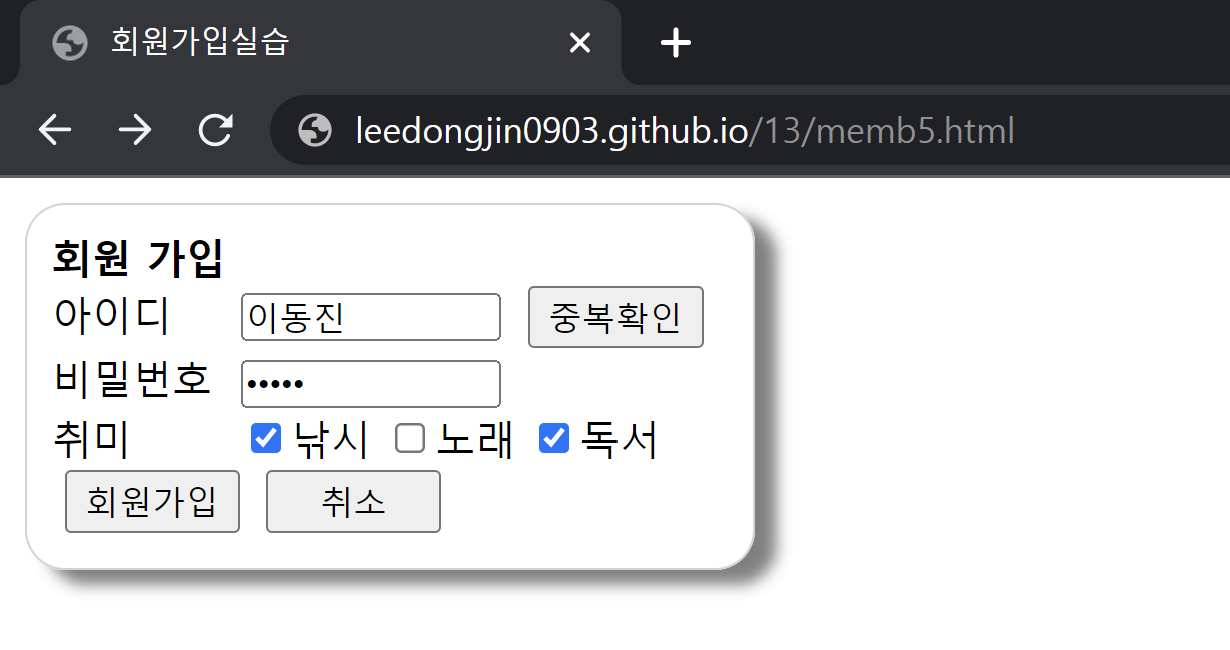 회원가입실습
leedongjin0903.github.io/13/memb5.html
회원 가입
아이디 이동진 중복확인
비밀번호 •••••
취미 낚시 노래 독서
회원가입 취소